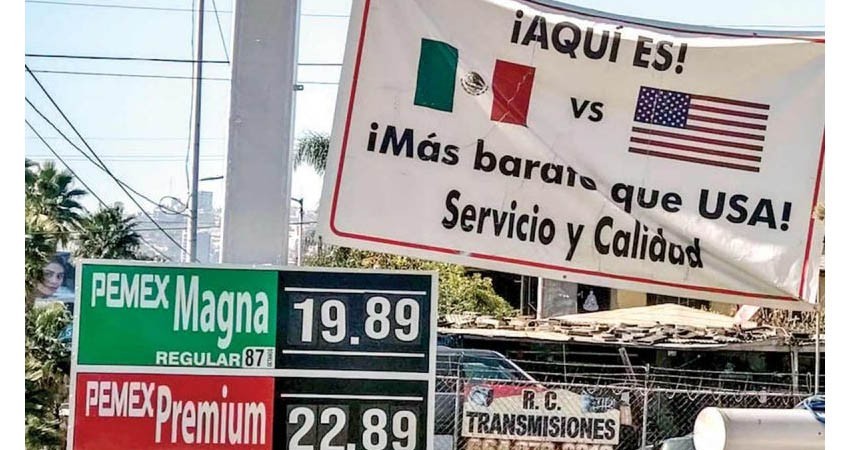 ¡AQUÍ ES!
vs
¡Más barato que USA!
Servicio y Calidad
PEMEX Magna
19.89
REGULAR 87
PEMEX Premium
22.89
R. C.
TRANSMISIONES